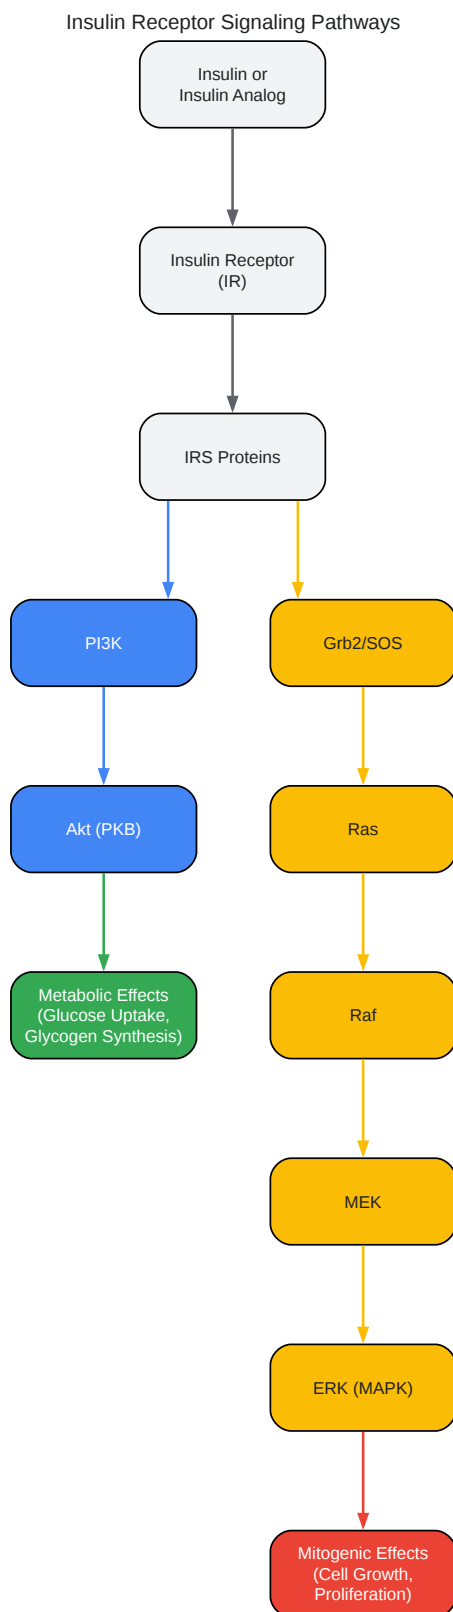 Insulin Receptor Signaling Pathways
Insulin or
Insulin Analog
Insulin Receptor
(IR)
IRS Proteins
PI3K
Grb2/SOS
Akt (PKB)
Ras
Metabolic Effects
(Glucose Uptake,
Glycogen Synthesis)
Raf
MEK
ERK (MAPK)
Mitogenic Effects
(Cell Growth,
Proliferation)